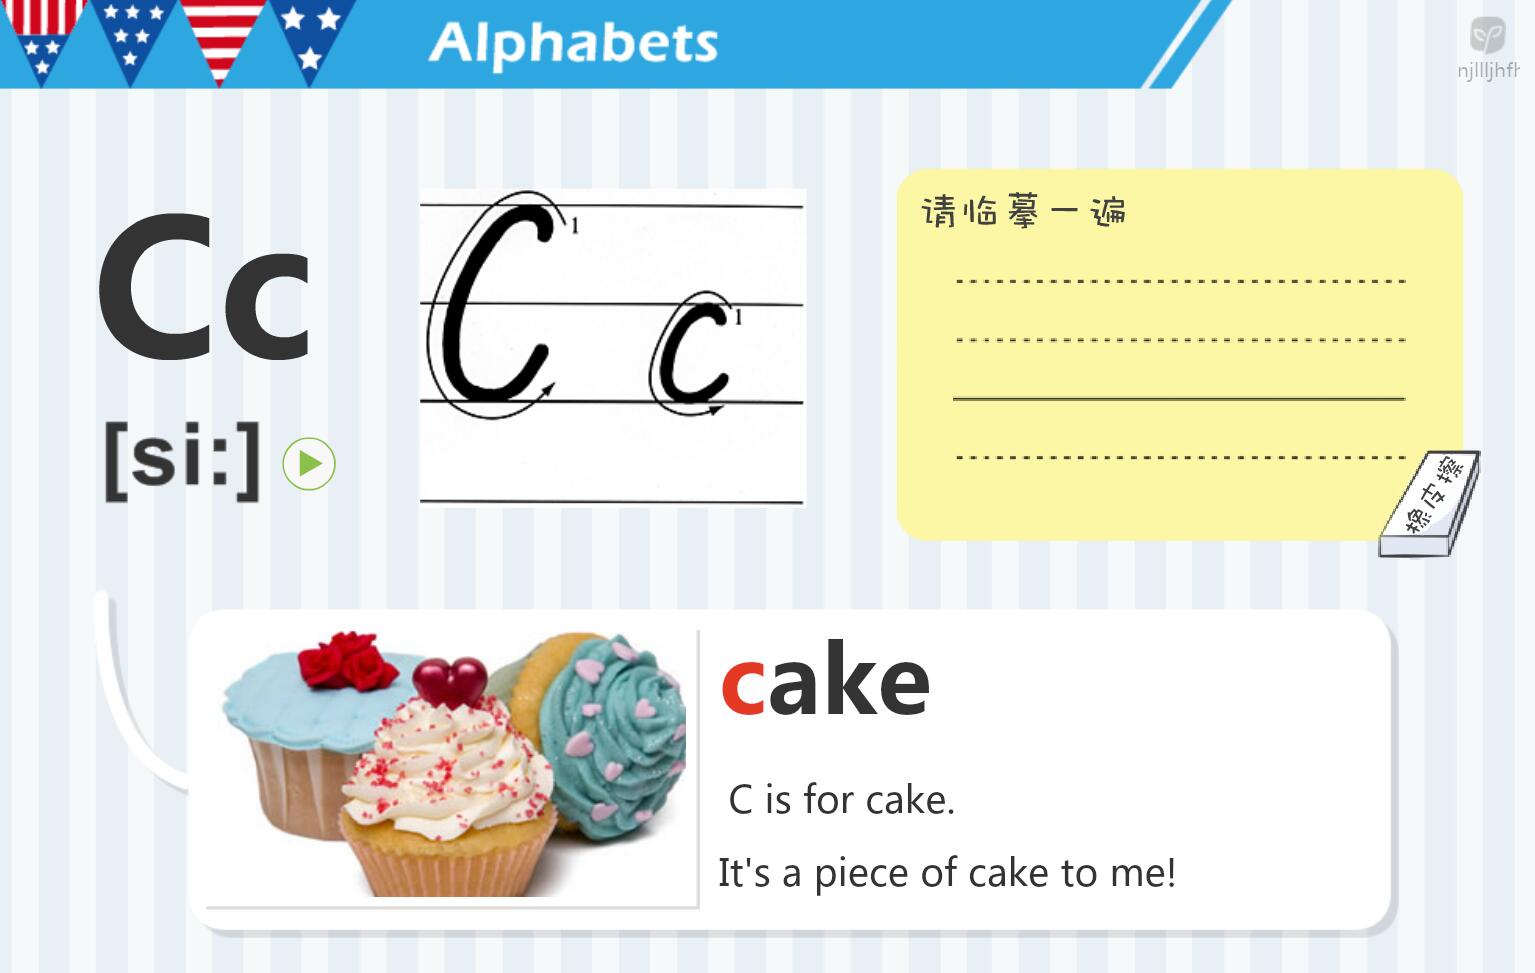 Alphabets
njllljhfh
Cc
[si:]
C c
1
1
请临摹一遍
橡皮擦
cake
C is for cake.
It's a piece of cake to me!